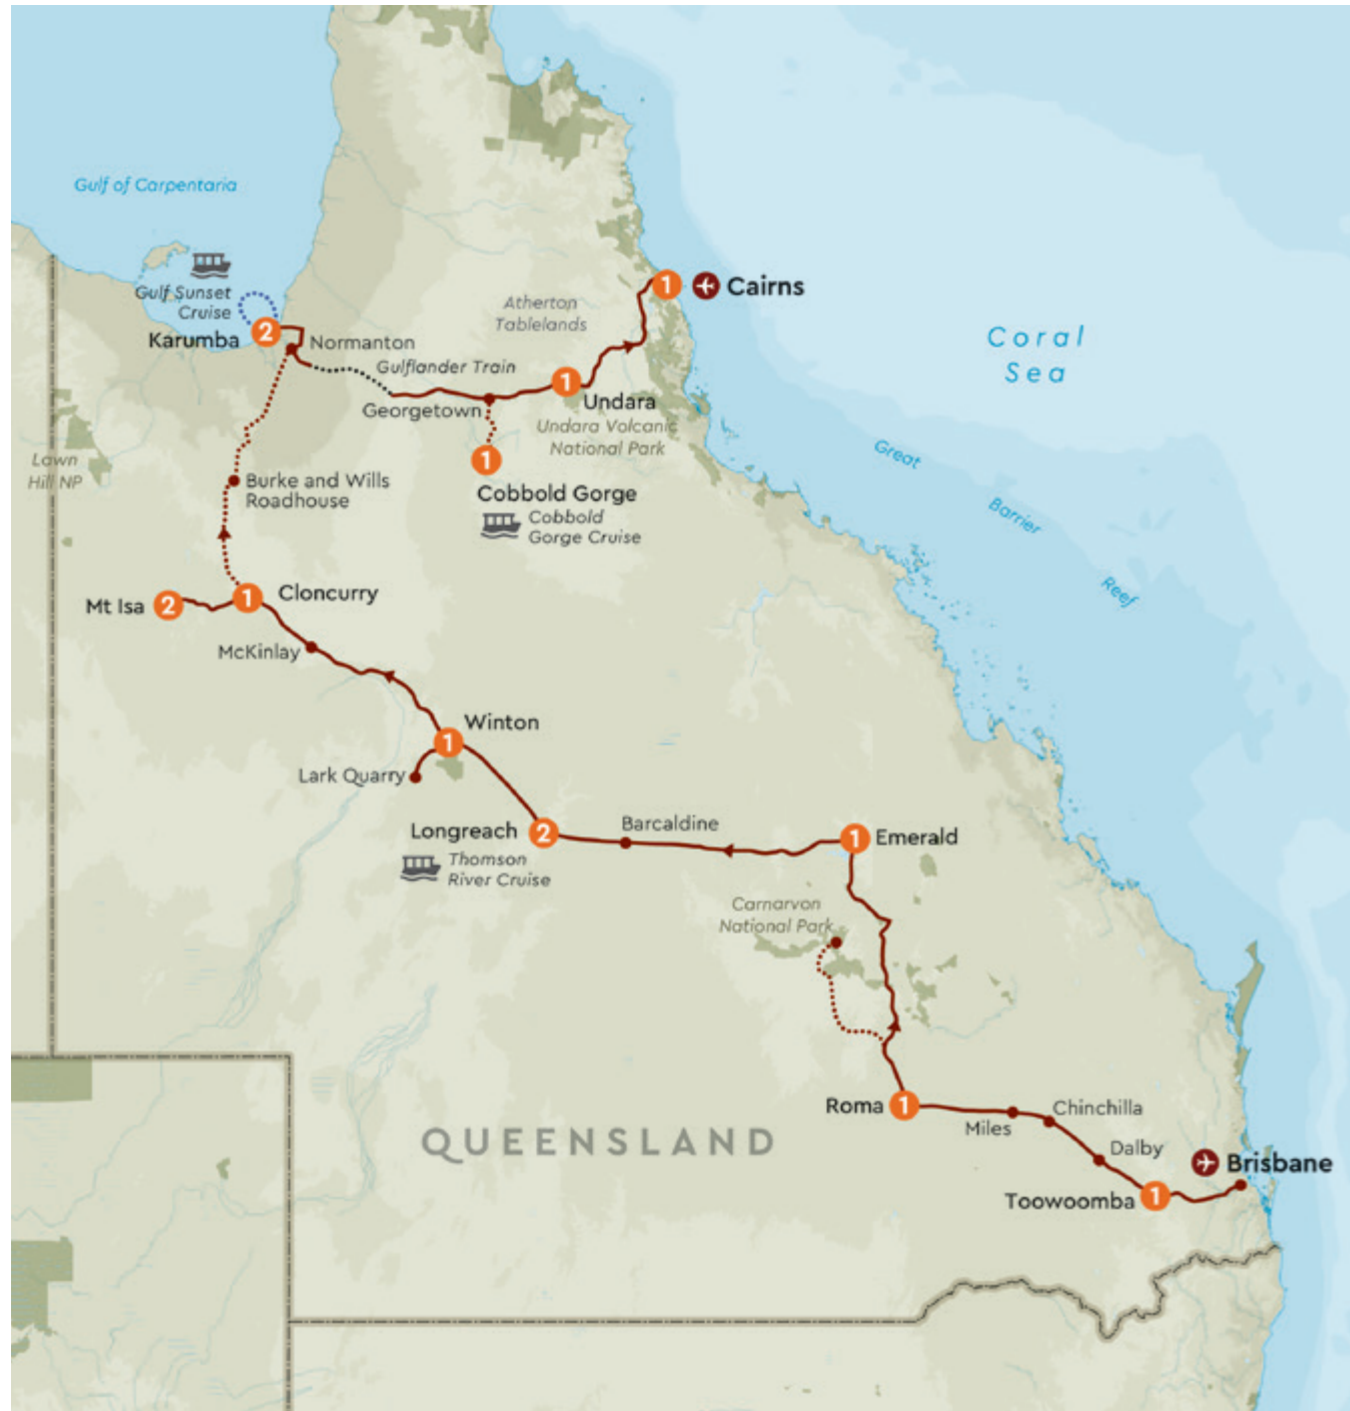 Gulf of Carpentaria
Gulf Sunset
Cruise
Karumba
2
Normanton
Gulflander Train
Georgetown
Atherton
Tablelands
1
Cairns
Coral
Sea
1
Undara
Undara Volcanic
National Park
Great
Barrier
Reef
Lawn
Hill NP
Burke and Wills
Roadhouse
1
Cobbold Gorge
Cobbold
Gorge Cruise
Mt Isa
2
1
Cloncurry
McKinlay
Winton
1
Lark Quarry
Longreach
2
Thomson
River Cruise
Barcaldine
1
Emerald
Carnarvon
National Park
Roma
1
Miles
Chinchilla
Dalby
QUEENSLAND
Brisbane
Toowoomba
1